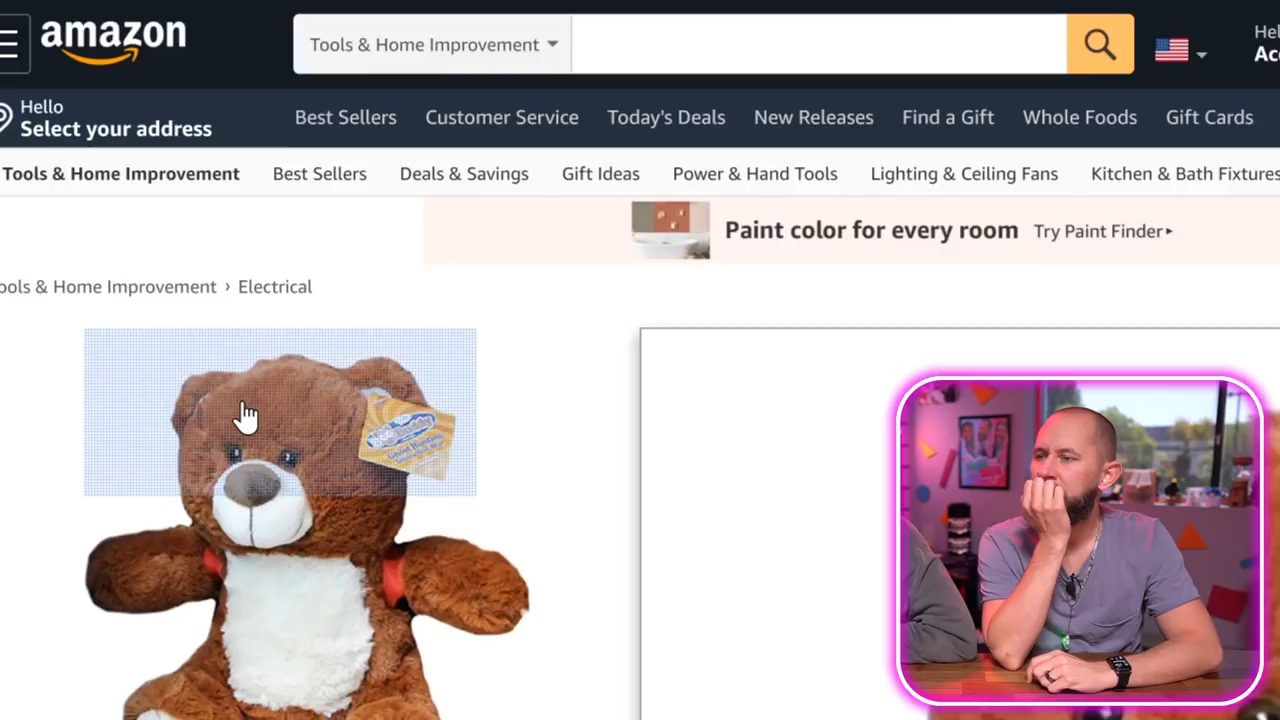 amazon
Tools & Home Improvement
Hel
Acc
Hello
Select your address
Best Sellers
Customer Service
Today's Deals
New Releases
Find a Gift
Whole Foods
Gift Cards
Tools & Home Improvement
Best Sellers
Deals & Savings
Gift Ideas
Power & Hand Tools
Lighting & Ceiling Fans
Kitchen & Bath Fixtures
Paint color for every room
Try Paint Finder▸
ools & Home Improvement › Electrical